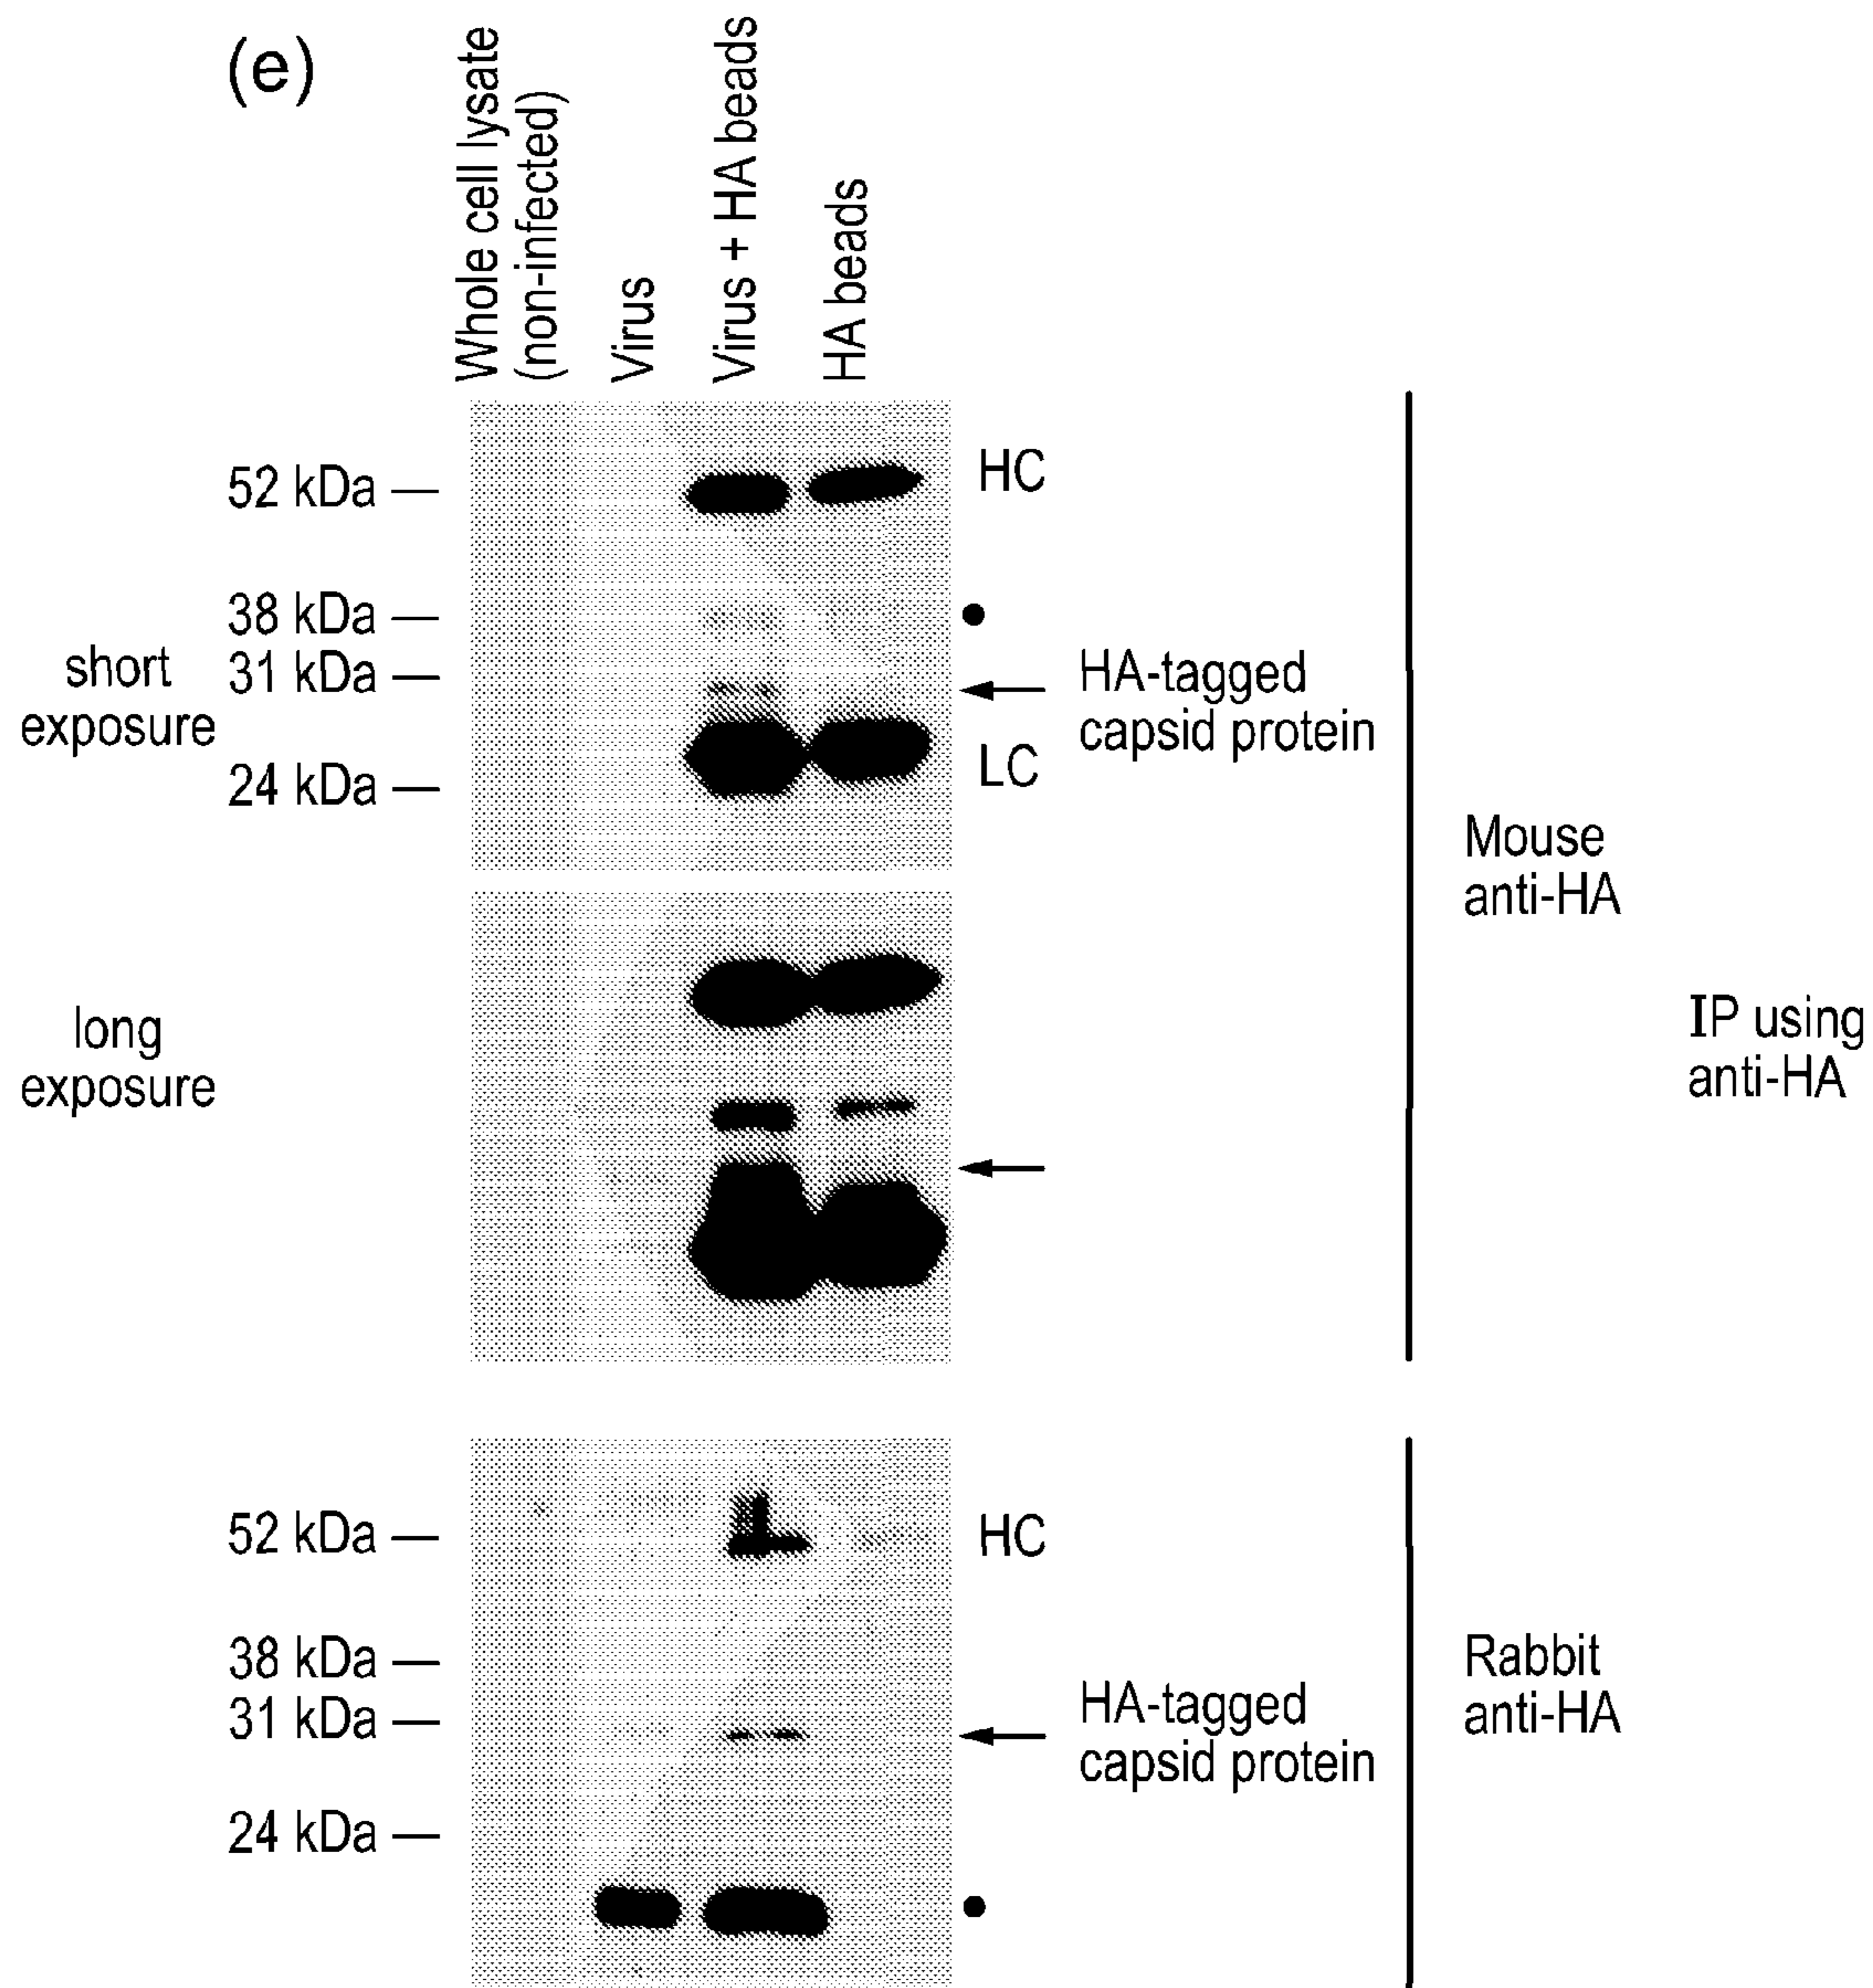 (e)
Whole cell lysate
(non-infected)
Virus
Virus + HA beads
HA beads
52 kDa
HC
38 kDa
short
exposure
31 kDa
HA-tagged
capsid protein
24 kDa
LC
Mouse
anti-HA
long
exposure
IP using
anti-HA
52 kDa
HC
38 kDa
31 kDa
HA-tagged
capsid protein
Rabbit
anti-HA
24 kDa